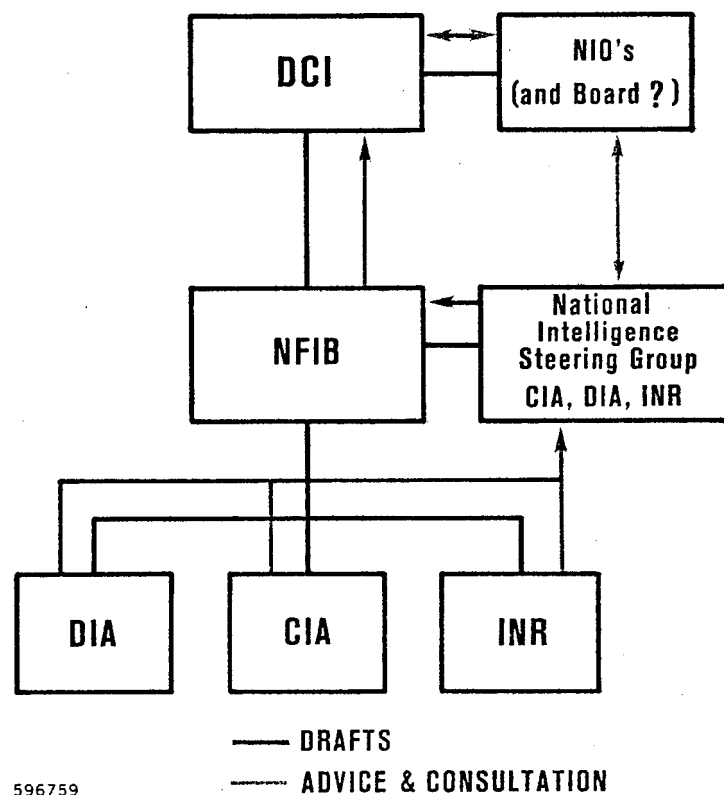 DCI
NIO's
(and Board ?)
NFIB
National
Intelligence
Steering Group
CIA, DIA, INR
DIA
CIA
INR
DRAFTS
ADVICE & CONSULTATION
596759